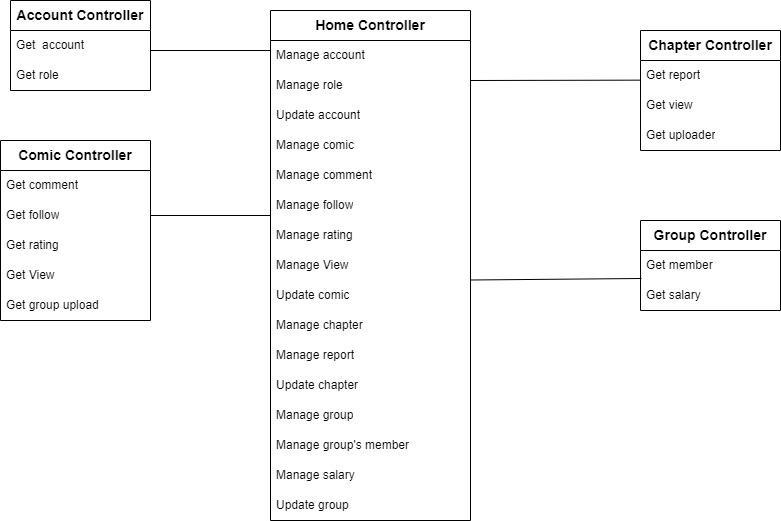 Account Controller
Get  account
Get role
Comic Controller
Get comment
Get follow
Get rating
Get View
Get group upload
Home Controller
Manage account
Manage role
Update account
Manage comic
Manage comment
Manage follow
Manage rating
Manage View
Update comic
Manage chapter
Manage report
Update chapter
Manage group
Manage group's member
Manage salary
Update group
Chapter Controller
Get report
Get view
Get uploader
Group Controller
Get member
Get salary